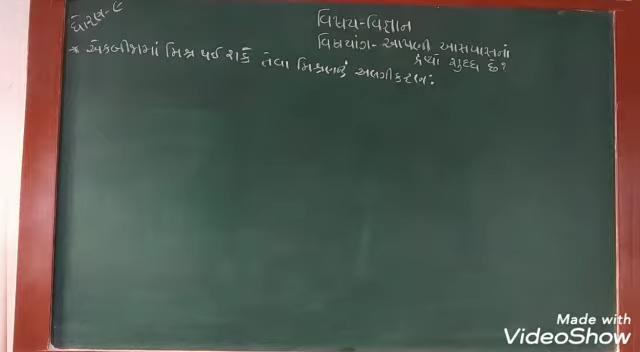 ધોરણ-૯
વિષય-વિજ્ઞાન
વિષયાંગ- આપણી આસપાસનાં
દ્રવ્યો શુદ્ધ છે?
* એકબીજામાં મિશ્ર થઈ શકે તેવા મિશ્રણનું અલગીકરણ:
Made with
VideoShow